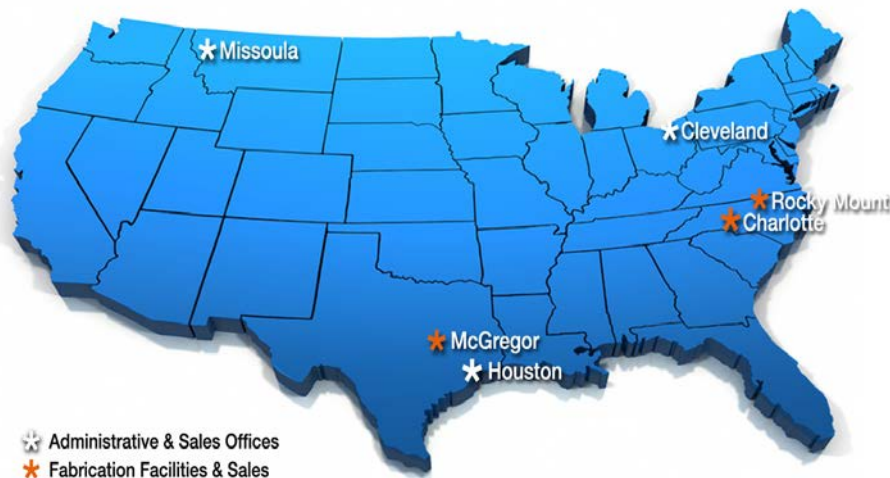 Missoula
Cleveland
Rocky Mount
Charlotte
McGregor
Houston
Administrative & Sales Offices
Fabrication Facilities & Sales